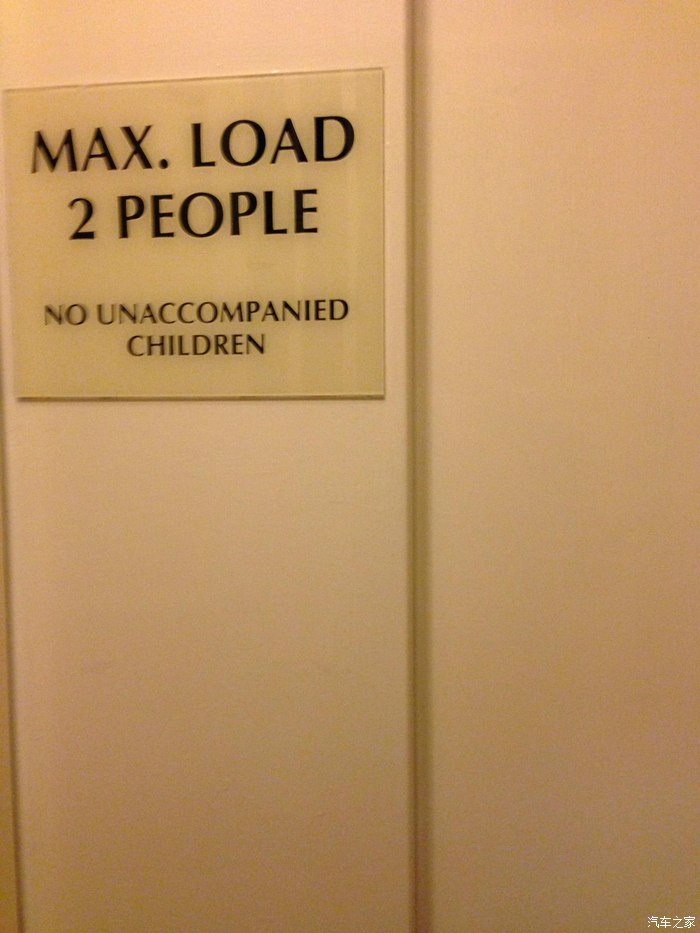 MAX. LOAD
2 PEOPLE
NO UNACCOMPANIED
CHILDREN
汽车之家